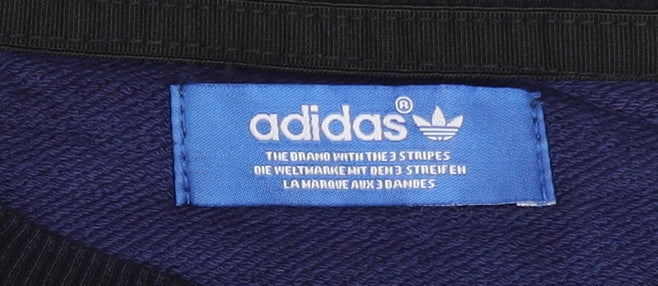 adidas®
THE BRAND WITH THE 3 STRIPES
DIE WELTMARKE MIT DEN 3 STREIFEN
LA MARQUE AUX 3 BANDES